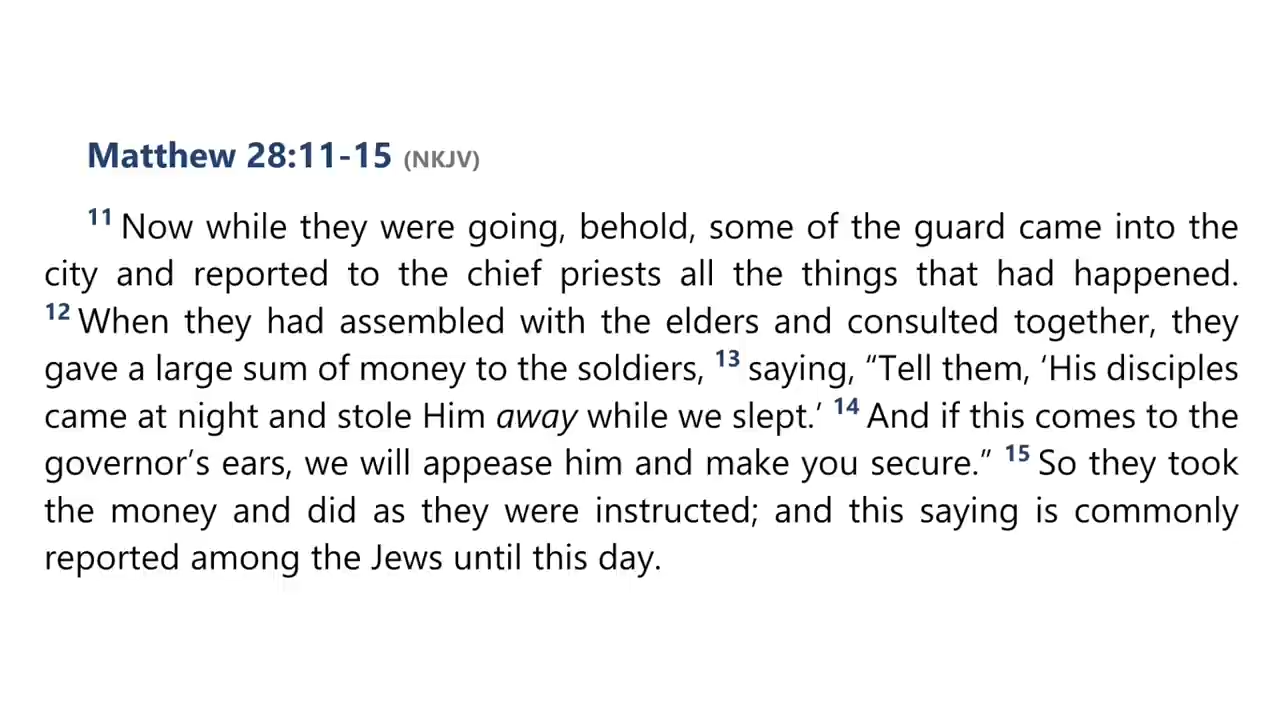 Matthew 28:11-15 (NKJV)
11 Now while they were going, behold, some of the guard came into the
city and reported to the chief priests all the things that had happened.
12 When they had assembled with the elders and consulted together, they
gave a large sum of money to the soldiers, 13 saying, “Tell them, ‘His disciples
came at night and stole Him away while we slept.’ 14 And if this comes to the
governor’s ears, we will appease him and make you secure.” 15 So they took
the money and did as they were instructed; and this saying is commonly
reported among the Jews until this day.